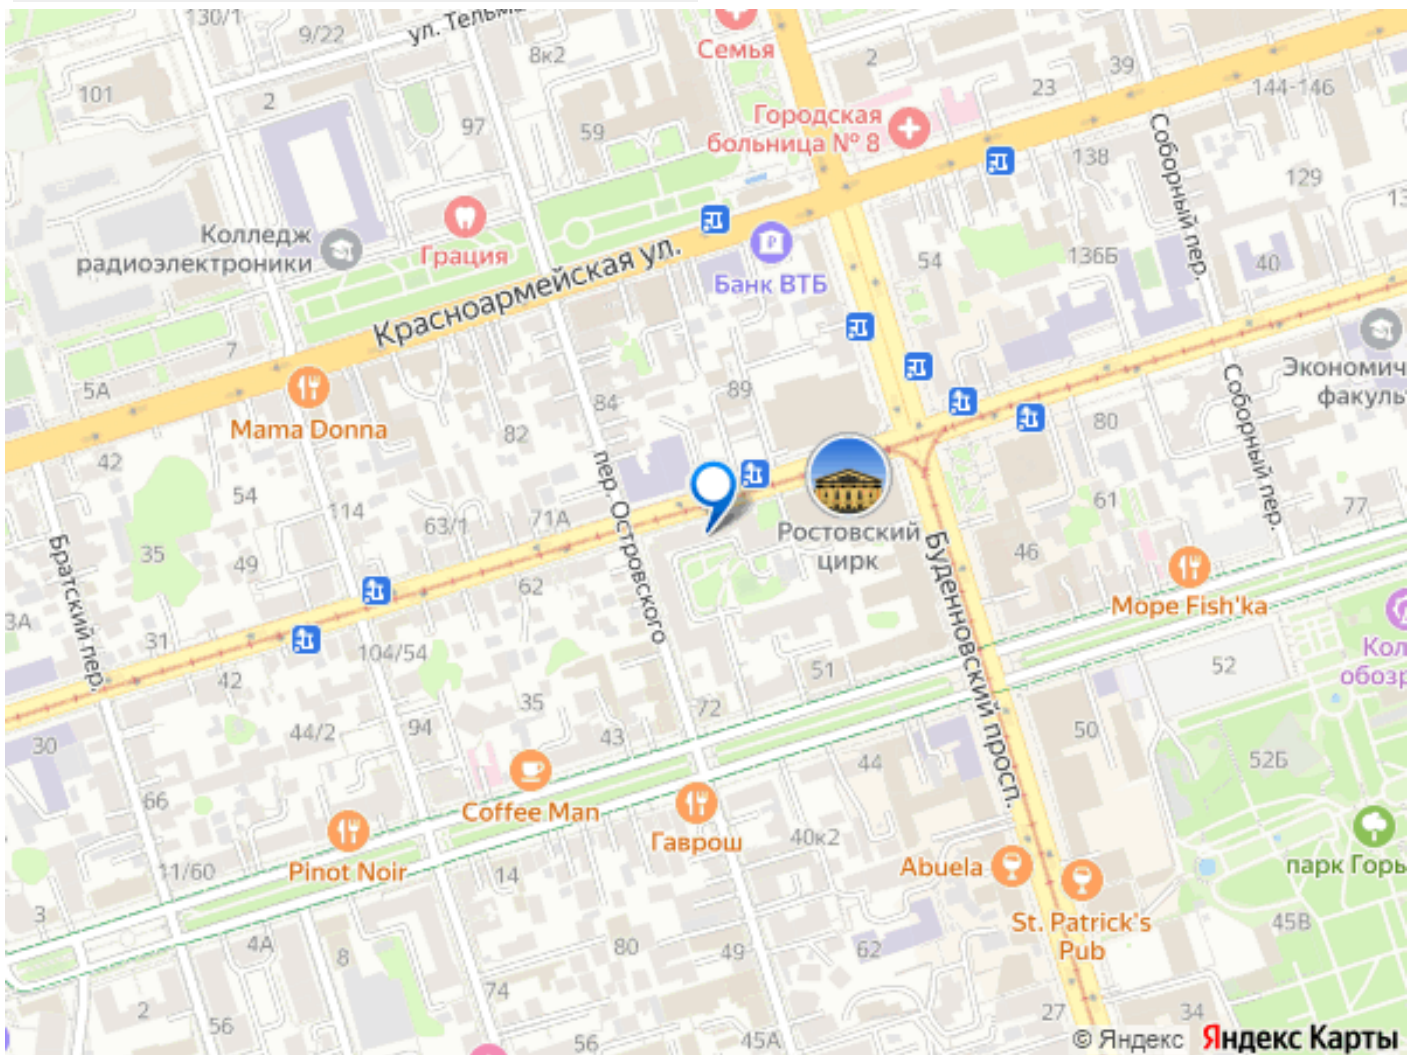 130/1
9/22
ул. Тельма
8к2
Семья
2
39
23
144-146
101
2
97
59
Городская
больница № 8
138
Соборный пер.
129
13
Колледж
радиоэлектроники
Грация
Красноармейская ул.
Банк ВТБ
54
136Б
40
7
5А
Mama Donna
84
89
82
Экономич
факуль
Соборный пер.
80
42
54
114
63/1
71А
пер. Островского
61
77
35
49
Братский пер.
62
Ростовский
цирк
Буденновский просп.
46
Море Fish'ka
3А
31
104/54
42
51
52
Кол
обозр
35
72
94
44/2
43
50
30
44
52Б
66
Coffee Man
Гаврош
40к2
Pinot Noir
11/60
14
Abuela
парк Горь
3
4А
8
80
49
62
St. Patrick's
Pub
45В
74
2
56
56
45А
27
34
© Яндекс Яндекс Карты